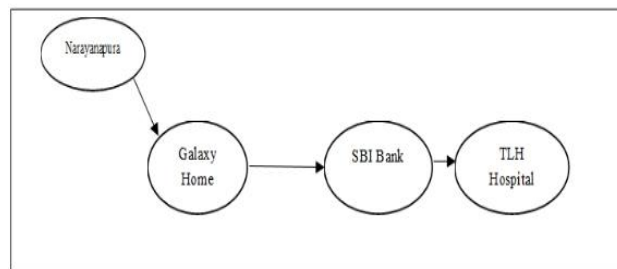 Narayanapura
Galaxy
Home
SBI Bank
TLH
Hospital